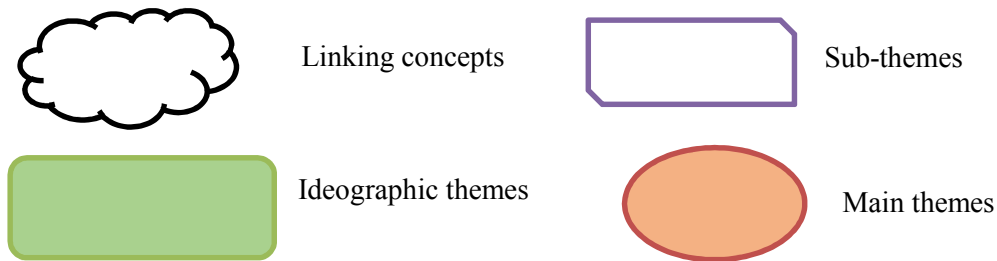 Linking concepts
Sub-themes
Ideographic themes
Main themes